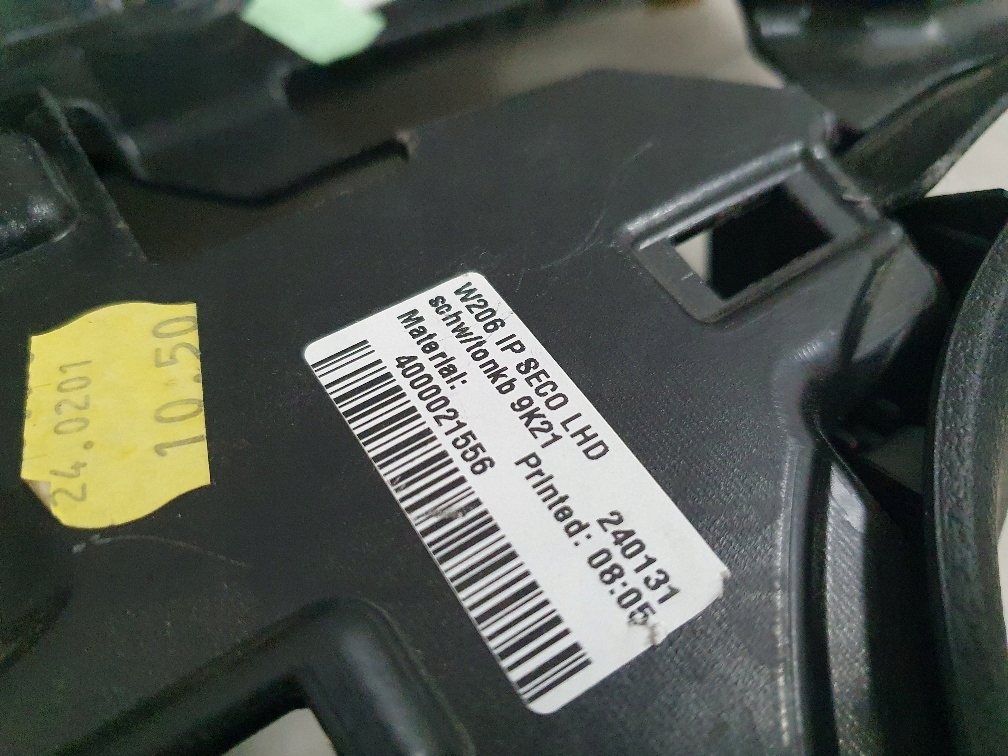 W206 IP SECO LHD 240131
schw/tonkb 9K21 Printed: 08:05
Material:
4000021556
24.0201
10.50